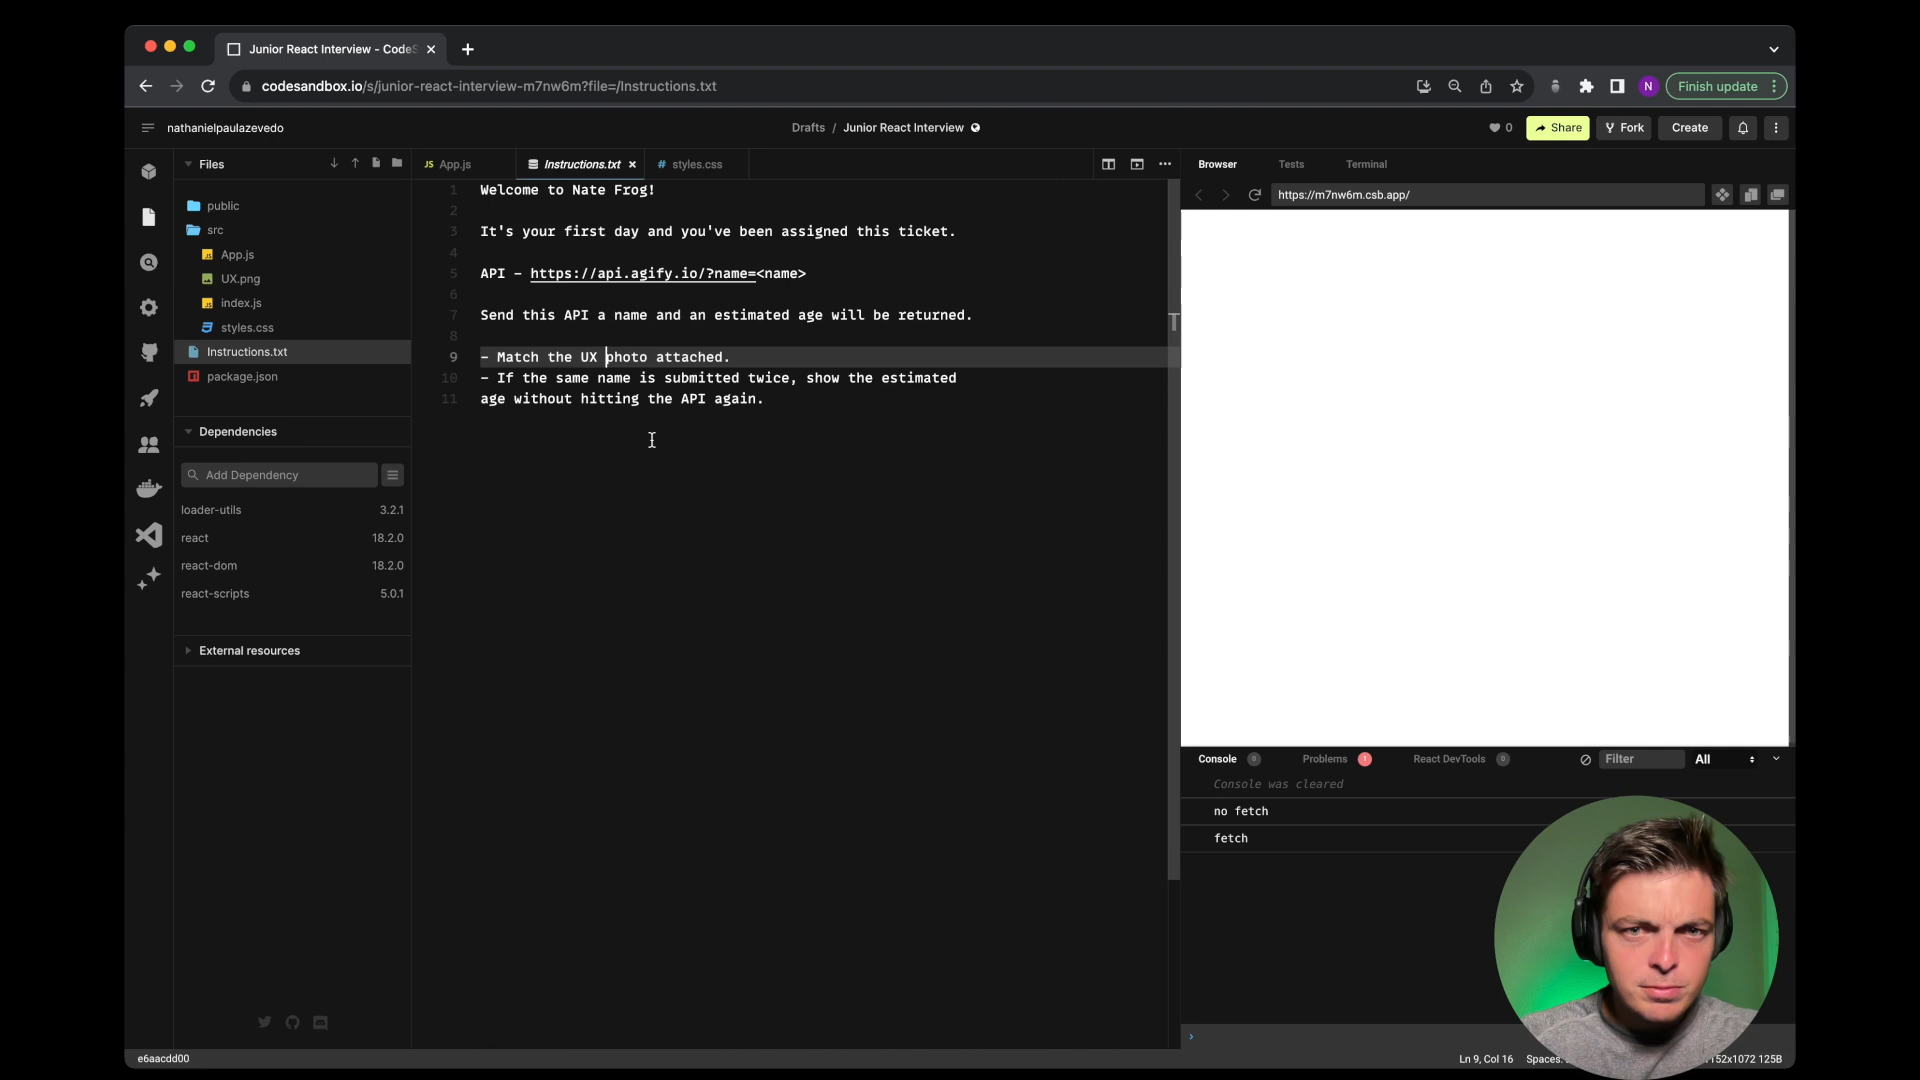 Junior React Interview - CodeS
codesandbox.io/s/junior-react-interview-m7nw6m?file=/Instructions.txt
N
Finish update
nathanielpaulazevedo
Drafts / Junior React Interview
0
Share
Fork
Create
Files
JS App.js
Instructions.txt
# styles.css
Browser
Tests
Terminal
https://m7nw6m.csb.app/
public
src
App.js
UX.png
index.js
styles.css
Instructions.txt
package.json
1 Welcome to Nate Frog!
2
3 It's your first day and you've been assigned this ticket.
4
5 API - https://api.agify.io/?name=<name>
6
7 Send this API a name and an estimated age will be returned.
8
9 - Match the UX photo attached.
10 - If the same name is submitted twice, show the estimated
11 age without hitting the API again.
Dependencies
Add Dependency
loader-utils 3.2.1
react 18.2.0
react-dom 18.2.0
react-scripts 5.0.1
External resources
Console 0
Problems 1
React DevTools 0
Filter
All
Console was cleared
no fetch
fetch
e6aacdd00
Ln 9, Col 16
Spaces:
152x1072 125B